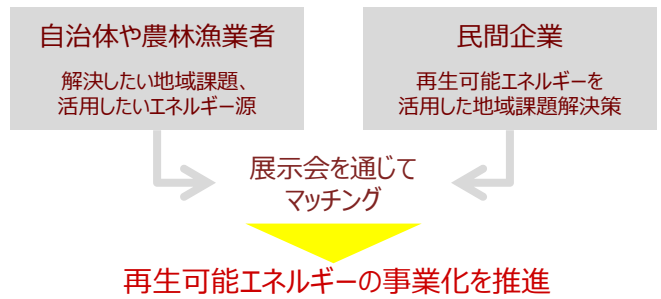 自治体や農林漁業者
解決したい地域課題、
活用したいエネルギー源
民間企業
再生可能エネルギーを
活用した地域課題解決策
展示会を通じて
マッチング
再生可能エネルギーの事業化を推進